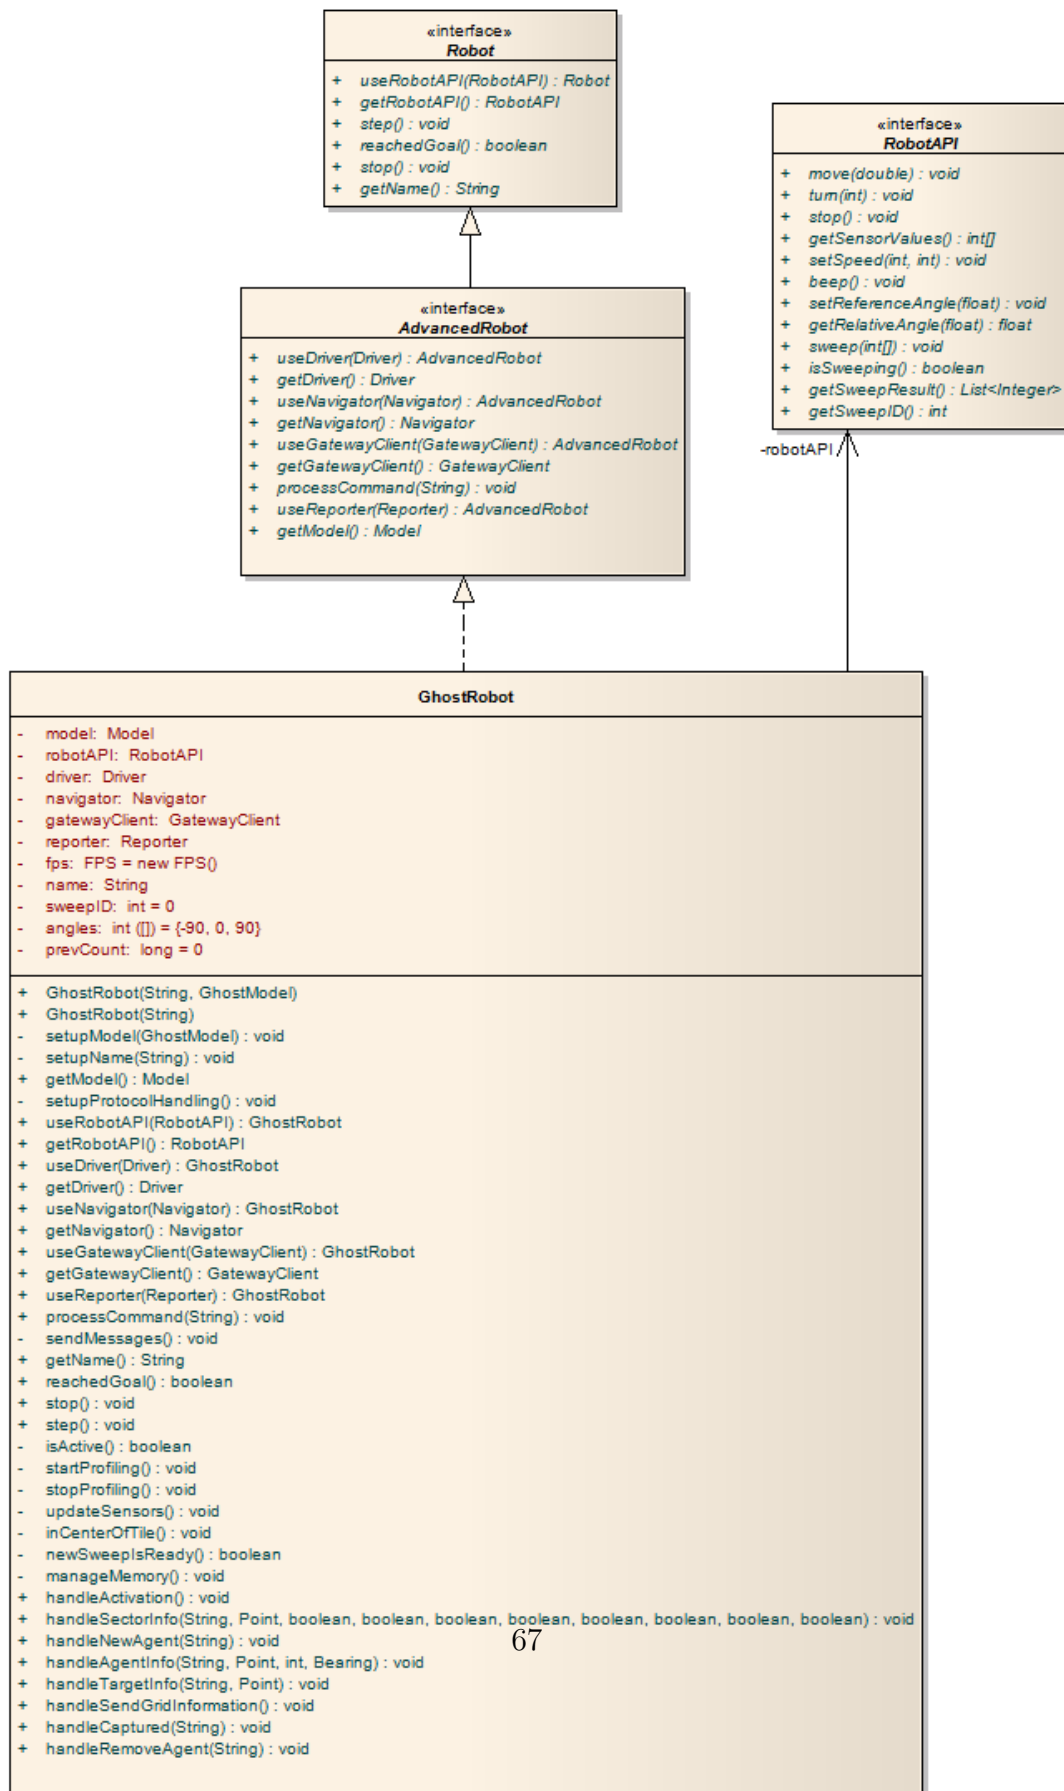 «interface»
Robot
+ useRobotAPI(RobotAPI) : Robot
+ getRobotAPI() : RobotAPI
+ step() : void
+ reachedGoal() : boolean
+ stop() : void
+ getName() : String
«interface»
RobotAPI
+ move(double) : void
+ turn(int) : void
+ stop() : void
+ getSensorValues() : int[]
+ setSpeed(int, int) : void
+ beep() : void
+ setReferenceAngle(float) : void
+ getRelativeAngle(float) : float
+ sweep(int[]) : void
+ isSweeping() : boolean
+ getSweepResult() : List<Integer>
+ getSweepID() : int
«interface»
AdvancedRobot
+ useDriver(Driver) : AdvancedRobot
+ getDriver() : Driver
+ useNavigator(Navigator) : AdvancedRobot
+ getNavigator() : Navigator
+ useGatewayClient(GatewayClient) : AdvancedRobot
+ getGatewayClient() : GatewayClient
+ processCommand(String) : void
+ useReporter(Reporter) : AdvancedRobot
+ getModel() : Model
-robotAPI
GhostRobot
- model: Model
- robotAPI: RobotAPI
- driver: Driver
- navigator: Navigator
- gatewayClient: GatewayClient
- reporter: Reporter
- fps: FPS = new FPS()
- name: String
- sweepID: int = 0
- angles: int ([]) = {-90, 0, 90}
- prevCount: long = 0
+ GhostRobot(String, GhostModel)
+ GhostRobot(String)
- setupModel(GhostModel) : void
- setupName(String) : void
+ getModel() : Model
- setupProtocolHandling() : void
+ useRobotAPI(RobotAPI) : GhostRobot
+ getRobotAPI() : RobotAPI
+ useDriver(Driver) : GhostRobot
+ getDriver() : Driver
+ useNavigator(Navigator) : GhostRobot
+ getNavigator() : Navigator
+ useGatewayClient(GatewayClient) : GhostRobot
+ getGatewayClient() : GatewayClient
+ useReporter(Reporter) : GhostRobot
+ processCommand(String) : void
- sendMessages() : void
+ getName() : String
+ reachedGoal() : boolean
+ stop() : void
+ step() : void
- isActive() : boolean
- startProfiling() : void
- stopProfiling() : void
- updateSensors() : void
- inCenterOfTile() : void
- newSweepIsReady() : boolean
- manageMemory() : void
+ handleActivation() : void
+ handleSectorInfo(String, Point, boolean, boolean, boolean, boolean, boolean, boolean, boolean, boolean) : void
+ handleNewAgent(String) : void
+ handleAgentInfo(String, Point, int, Bearing) : void
+ handleTargetInfo(String, Point) : void
+ handleSendGridInformation() : void
+ handleCaptured(String) : void
+ handleRemoveAgent(String) : void
67